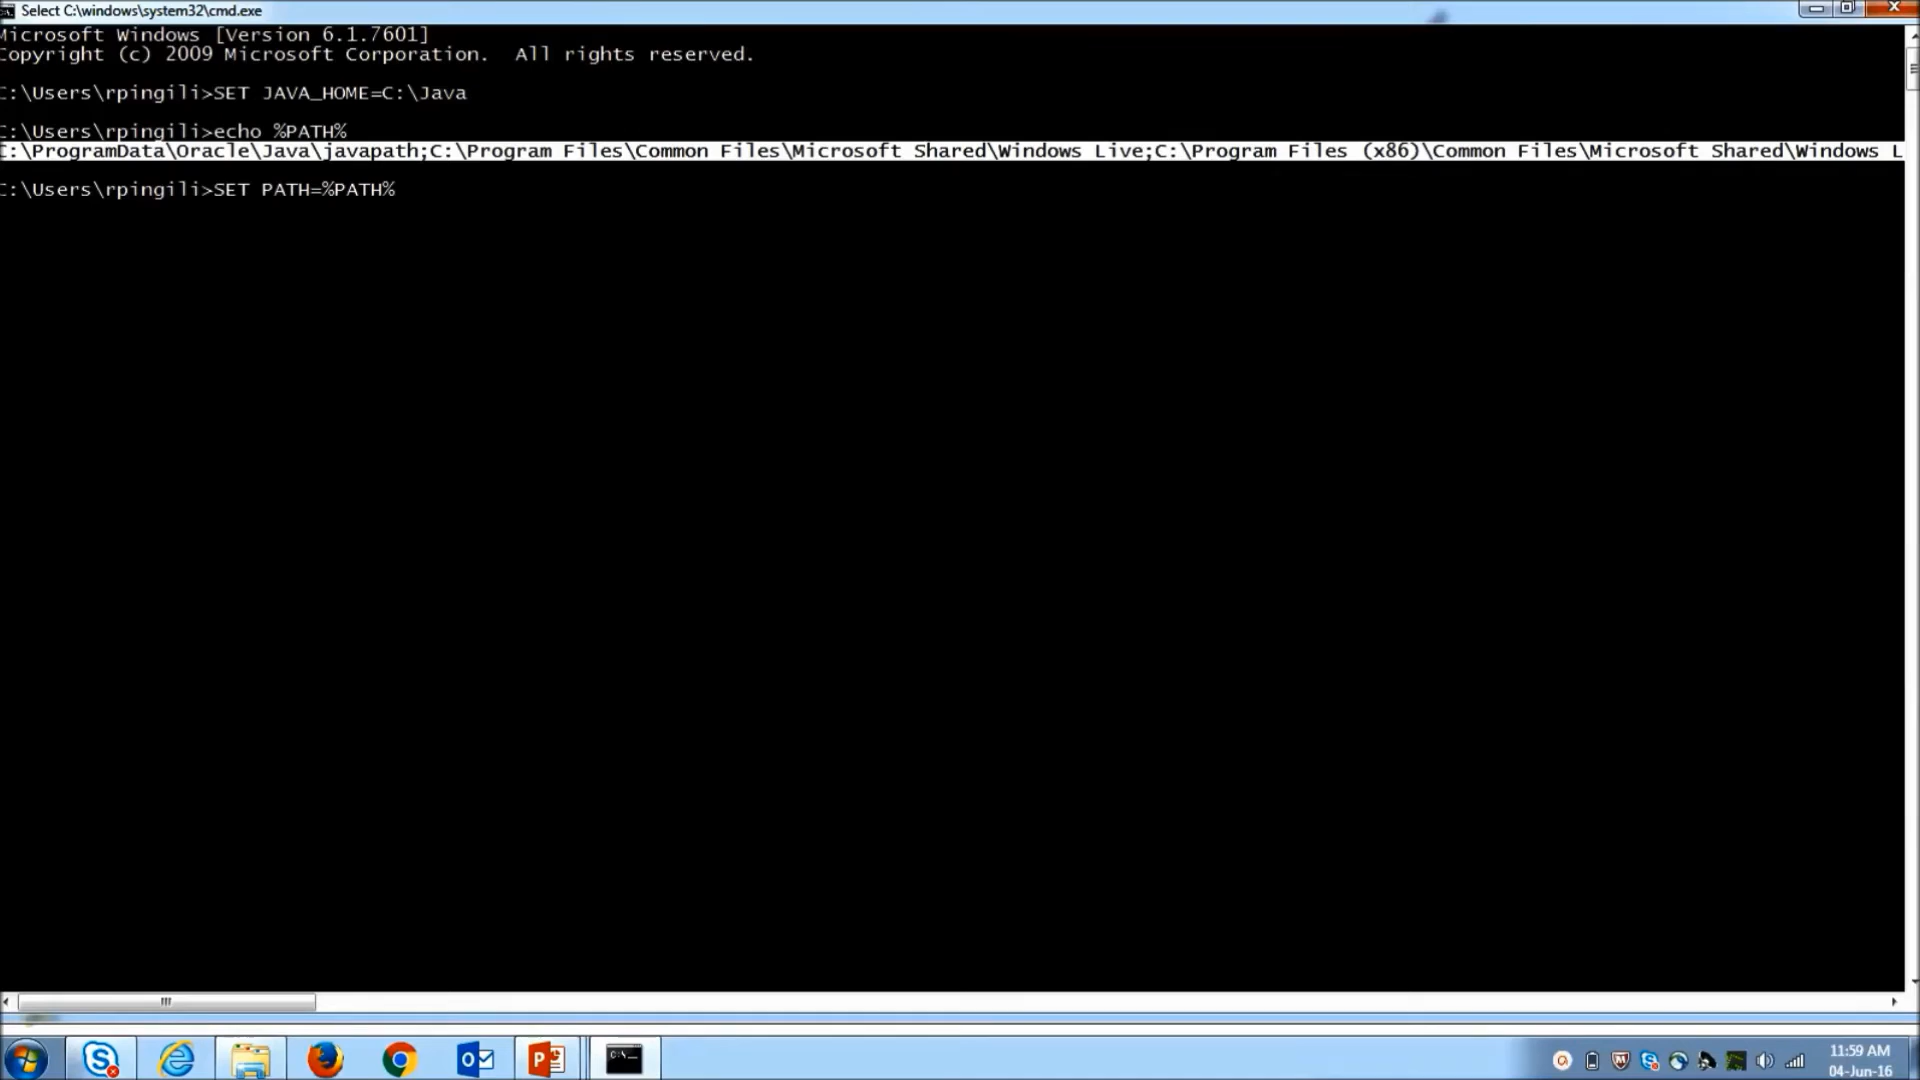 Select C:\windows\system32\cmd.exe
Microsoft Windows [Version 6.1.7601]
Copyright (c) 2009 Microsoft Corporation.  All rights reserved.
C:\Users\rpingili>SET JAVA_HOME=C:\Java
C:\Users\rpingili>echo %PATH%
C:\ProgramData\Oracle\Java\javapath;C:\Program Files\Common Files\Microsoft Shared\Windows Live;C:\Program Files (x86)\Common Files\Microsoft Shared\Windows L
C:\Users\rpingili>SET PATH=%PATH%
11:59 AM
04-Jun-16